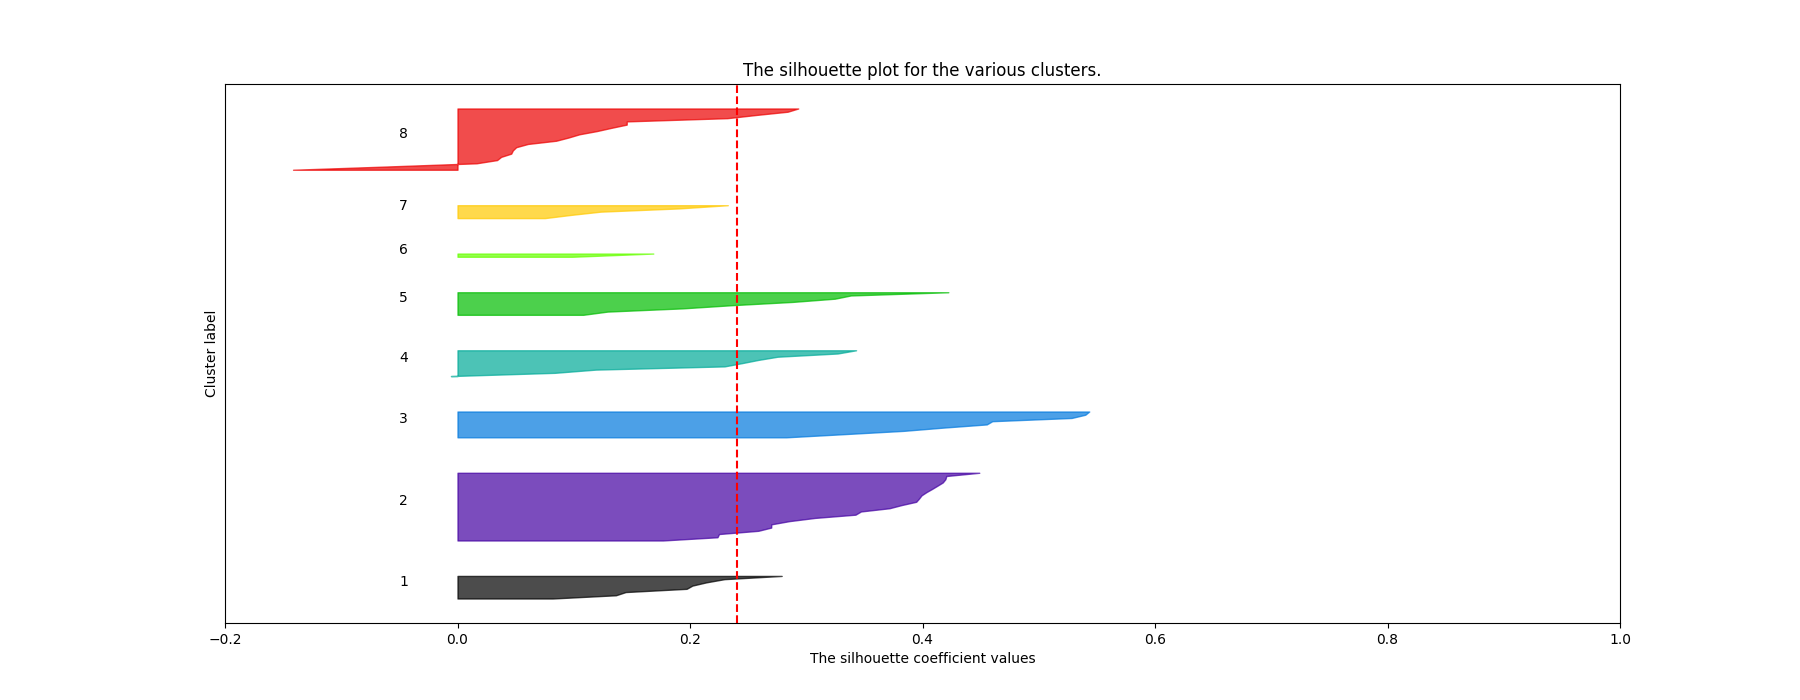 The silhouette plot for the various clusters.
8
7
6
5
4
3
2
1
Cluster label
−0.2 0.0 0.2 0.4 0.6 0.8 1.0
The silhouette coefficient values